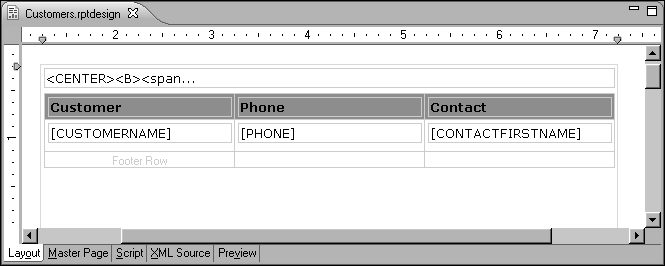 Customers.rptdesign
2 3 4 5 6 7
<CENTER><B><span...
Customer Phone Contact
[CUSTOMERNAME] [PHONE] [CONTACTFIRSTNAME]
1
Footer Row
Layout Master Page Script XML Source Preview